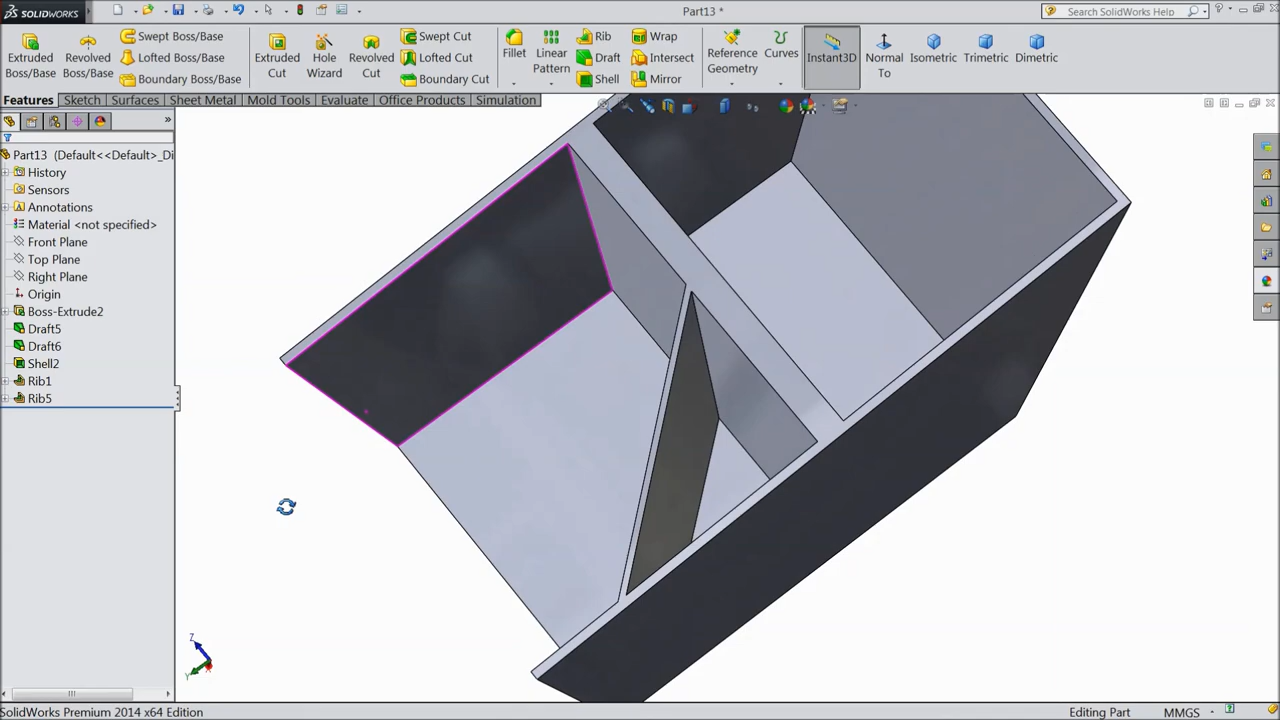 SOLIDWORKS
Part13 *
Search SolidWorks Help
Extruded Boss/Base
Revolved Boss/Base
Swept Boss/Base
Lofted Boss/Base
Boundary Boss/Base
Extruded Cut
Hole Wizard
Revolved Cut
Swept Cut
Lofted Cut
Boundary Cut
Fillet
Linear Pattern
Rib
Draft
Shell
Wrap
Intersect
Mirror
Reference Geometry
Curves
Instant3D
Normal To
Isometric
Trimetric
Dimetric
Features Sketch Surfaces Sheet Metal Mold Tools Evaluate Office Products Simulation
Part13 (Default<<Default>_Di
History
Sensors
Annotations
Material <not specified>
Front Plane
Top Plane
Right Plane
Origin
Boss-Extrude2
Draft5
Draft6
Shell2
Rib1
Rib5
Z
Y
SolidWorks Premium 2014 x64 Edition
Editing Part
MMGS